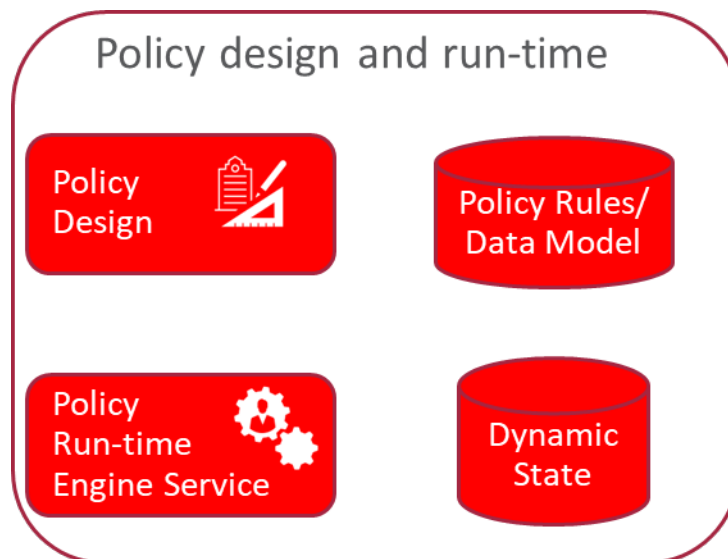 Policy design and run-time
Policy
Design
Policy Rules/
Data Model
Policy
Run-time
Engine Service
Dynamic
State